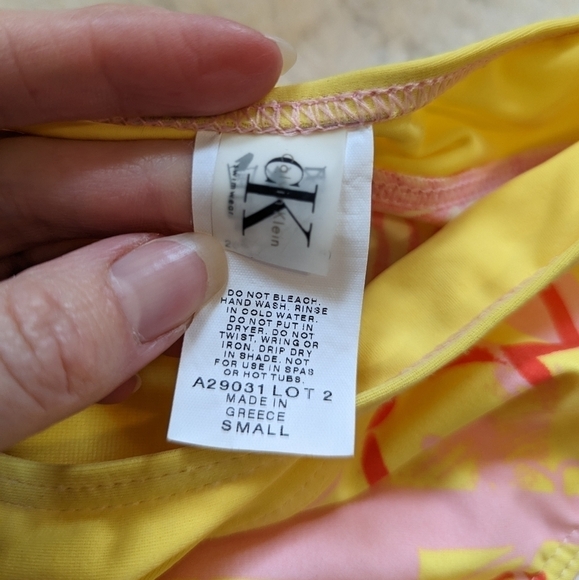 cK
Calvin Klein
swimwear
DO NOT BLEACH.
HAND WASH. RINSE
IN COLD WATER.
DO NOT PUT IN
DRYER. DO NOT
TWIST, WRING OR
IRON. DRIP DRY
IN SHADE. NOT
FOR USE IN SPAS
OR HOT TUBS.
A29031 LOT 2
MADE IN
GREECE
SMALL